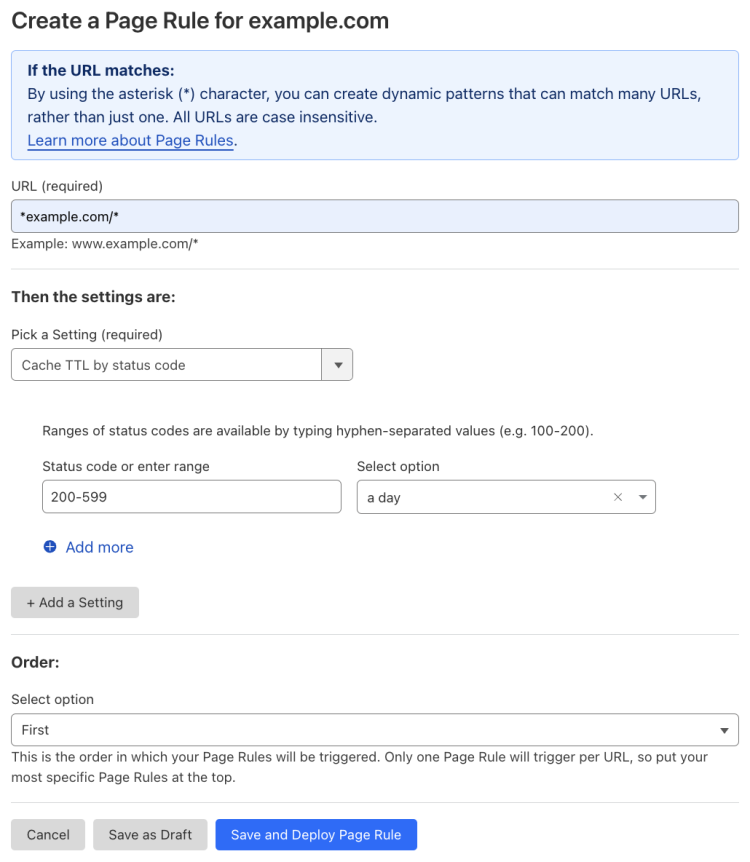 Create a Page Rule for example.com
If the URL matches:
By using the asterisk (*) character, you can create dynamic patterns that can match many URLs,
rather than just one. All URLs are case insensitive.
Learn more about Page Rules.
URL (required)
*example.com/*
Example: www.example.com/*
Then the settings are:
Pick a Setting (required)
Cache TTL by status code
Ranges of status codes are available by typing hyphen-separated values (e.g. 100-200).
Status code or enter range Select option
200-599 a day
Add more
+ Add a Setting
Order:
Select option
First
This is the order in which your Page Rules will be triggered. Only one Page Rule will trigger per URL, so put your
most specific Page Rules at the top.
Cancel Save as Draft Save and Deploy Page Rule